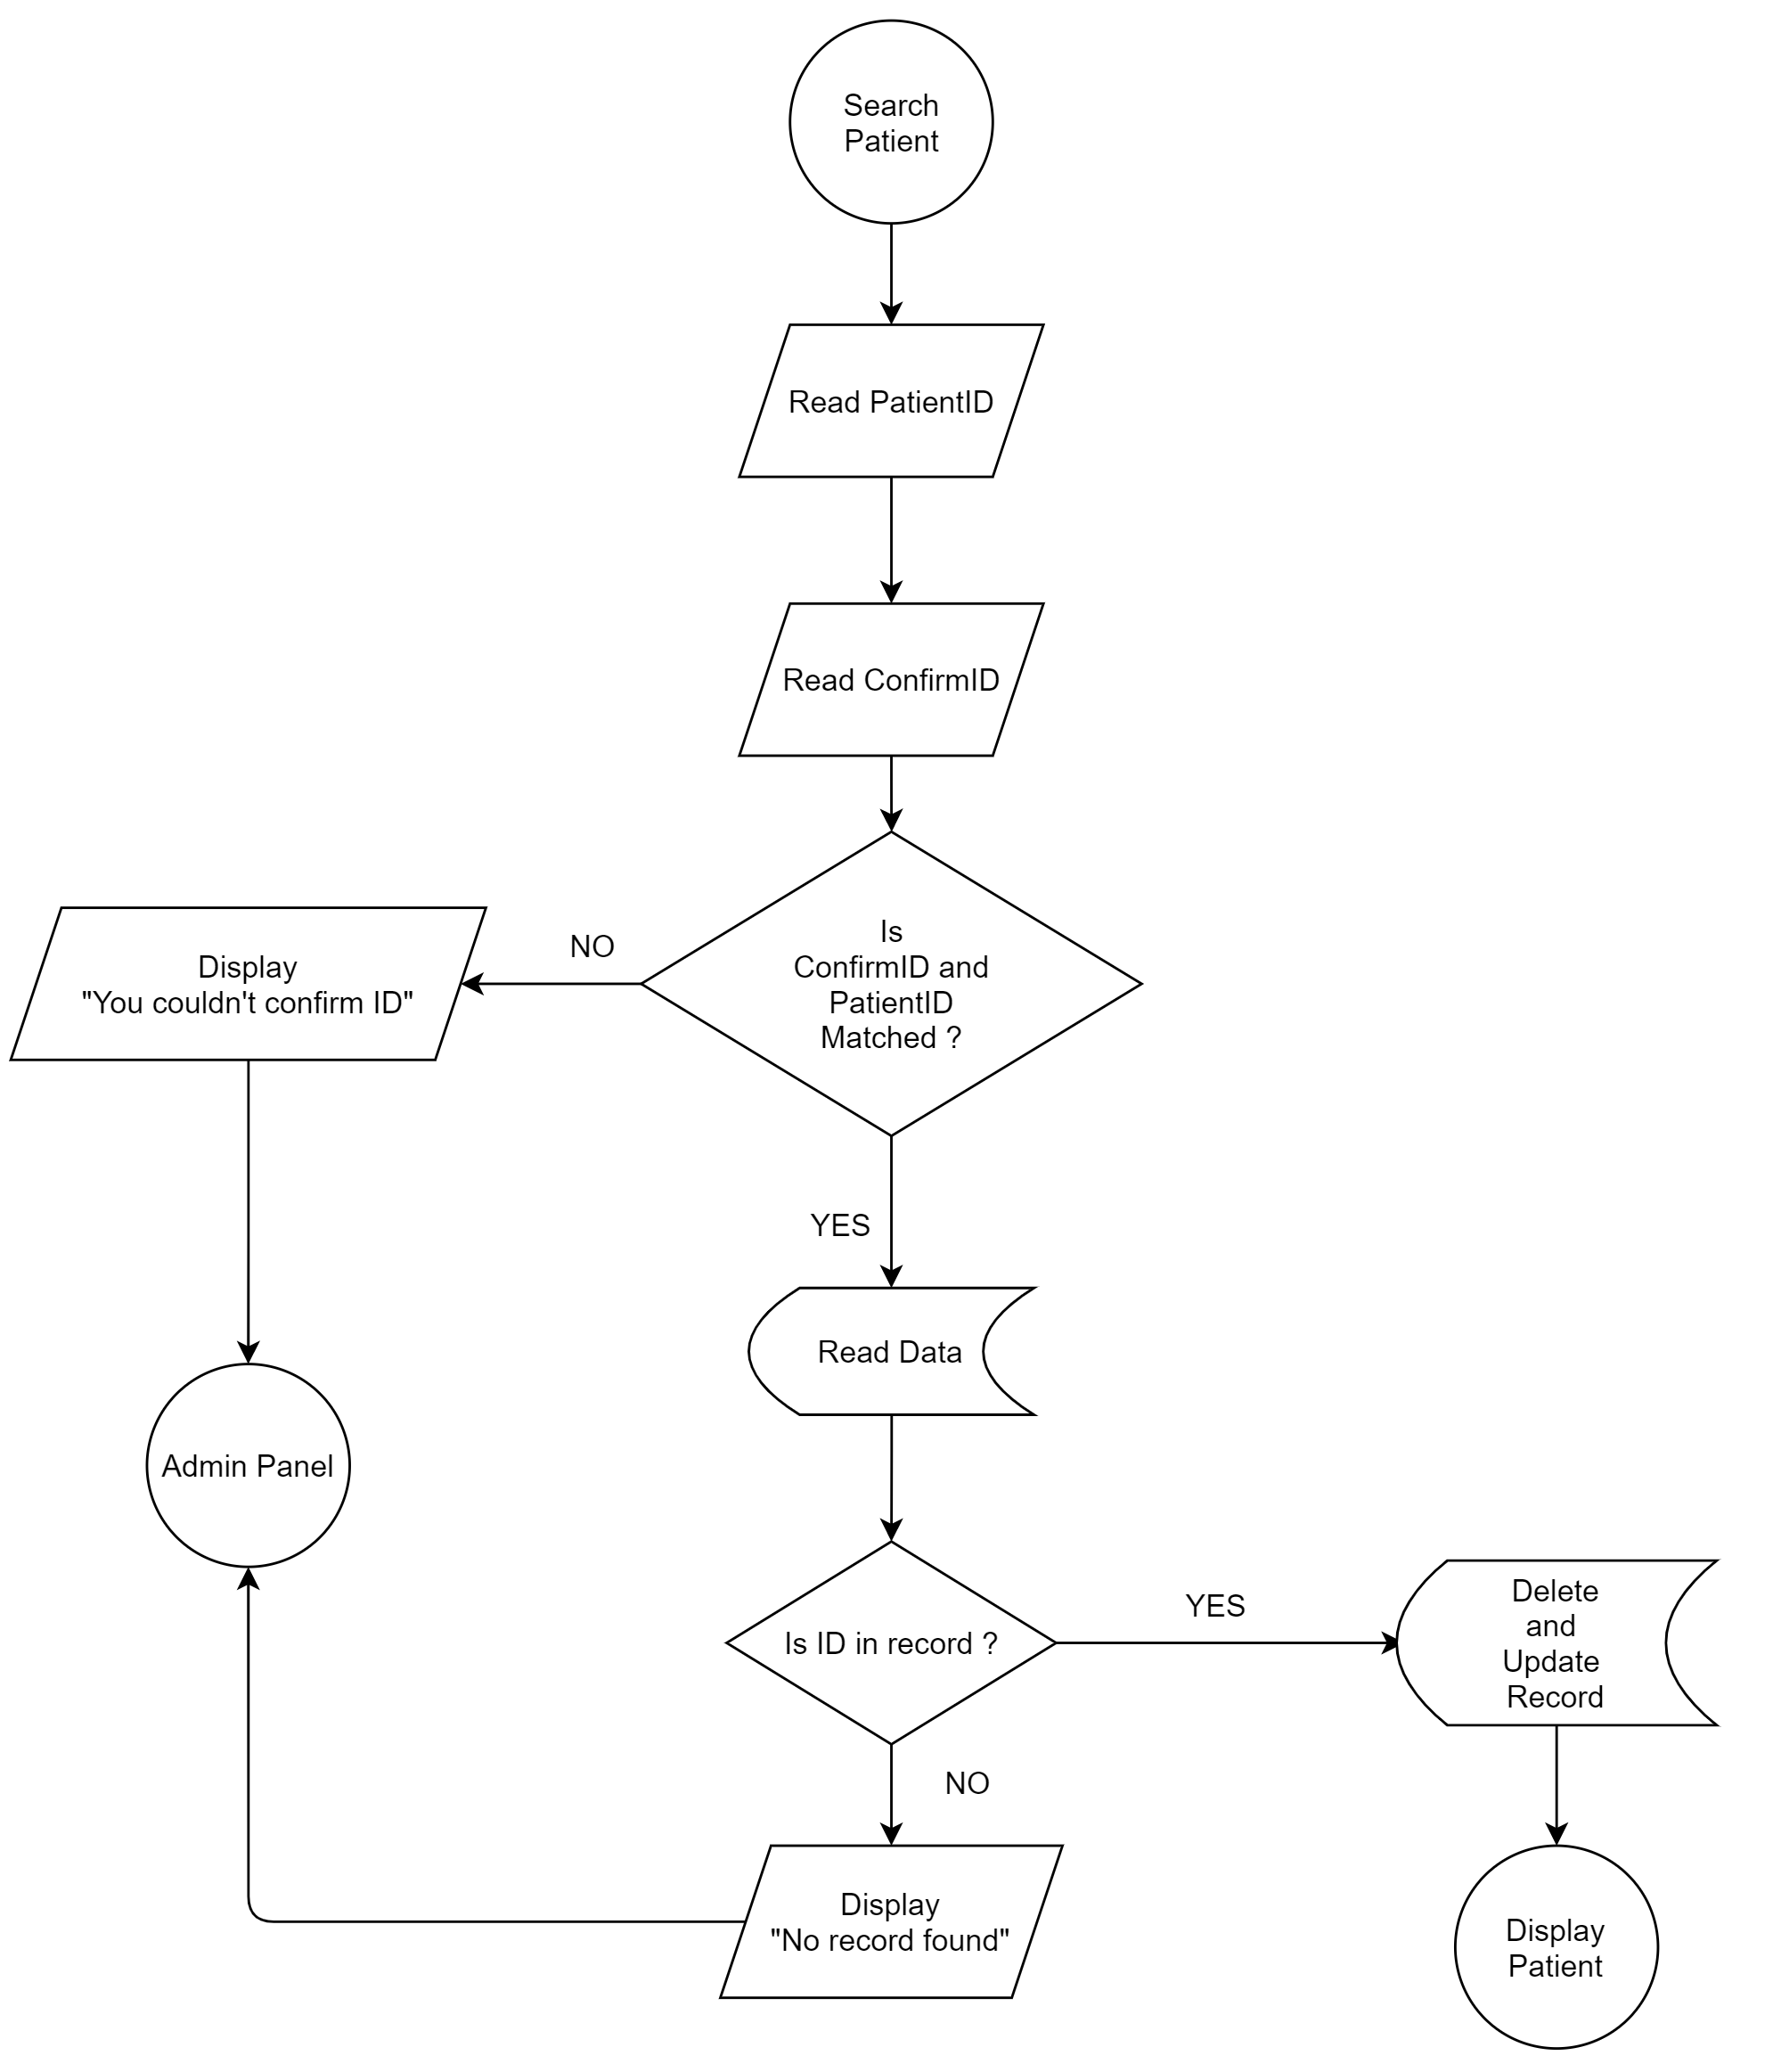 Search
Patient
Read PatientID
Read ConfirmID
Is
ConfirmID and
PatientID
Matched ?
NO
Display
"You couldn't confirm ID"
YES
Read Data
Admin Panel
Is ID in record ?
YES
Delete
and
Update
Record
NO
Display
"No record found"
Display
Patient